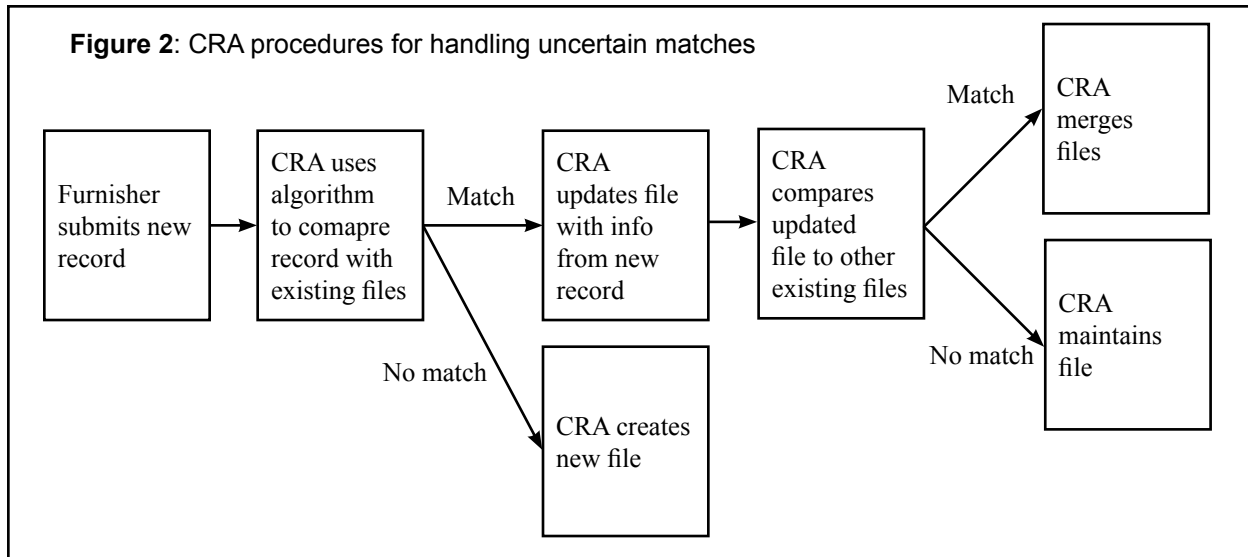 Figure 2: CRA procedures for handling uncertain matches
Furnisher
submits new
record
CRA uses
algorithm
to comapre
record with
existing files
Match
No match
CRA
updates file
with info
from new
record
CRA creates
new file
CRA
compares
updated
file to other
existing files
Match
No match
CRA
merges
files
CRA
maintains
file